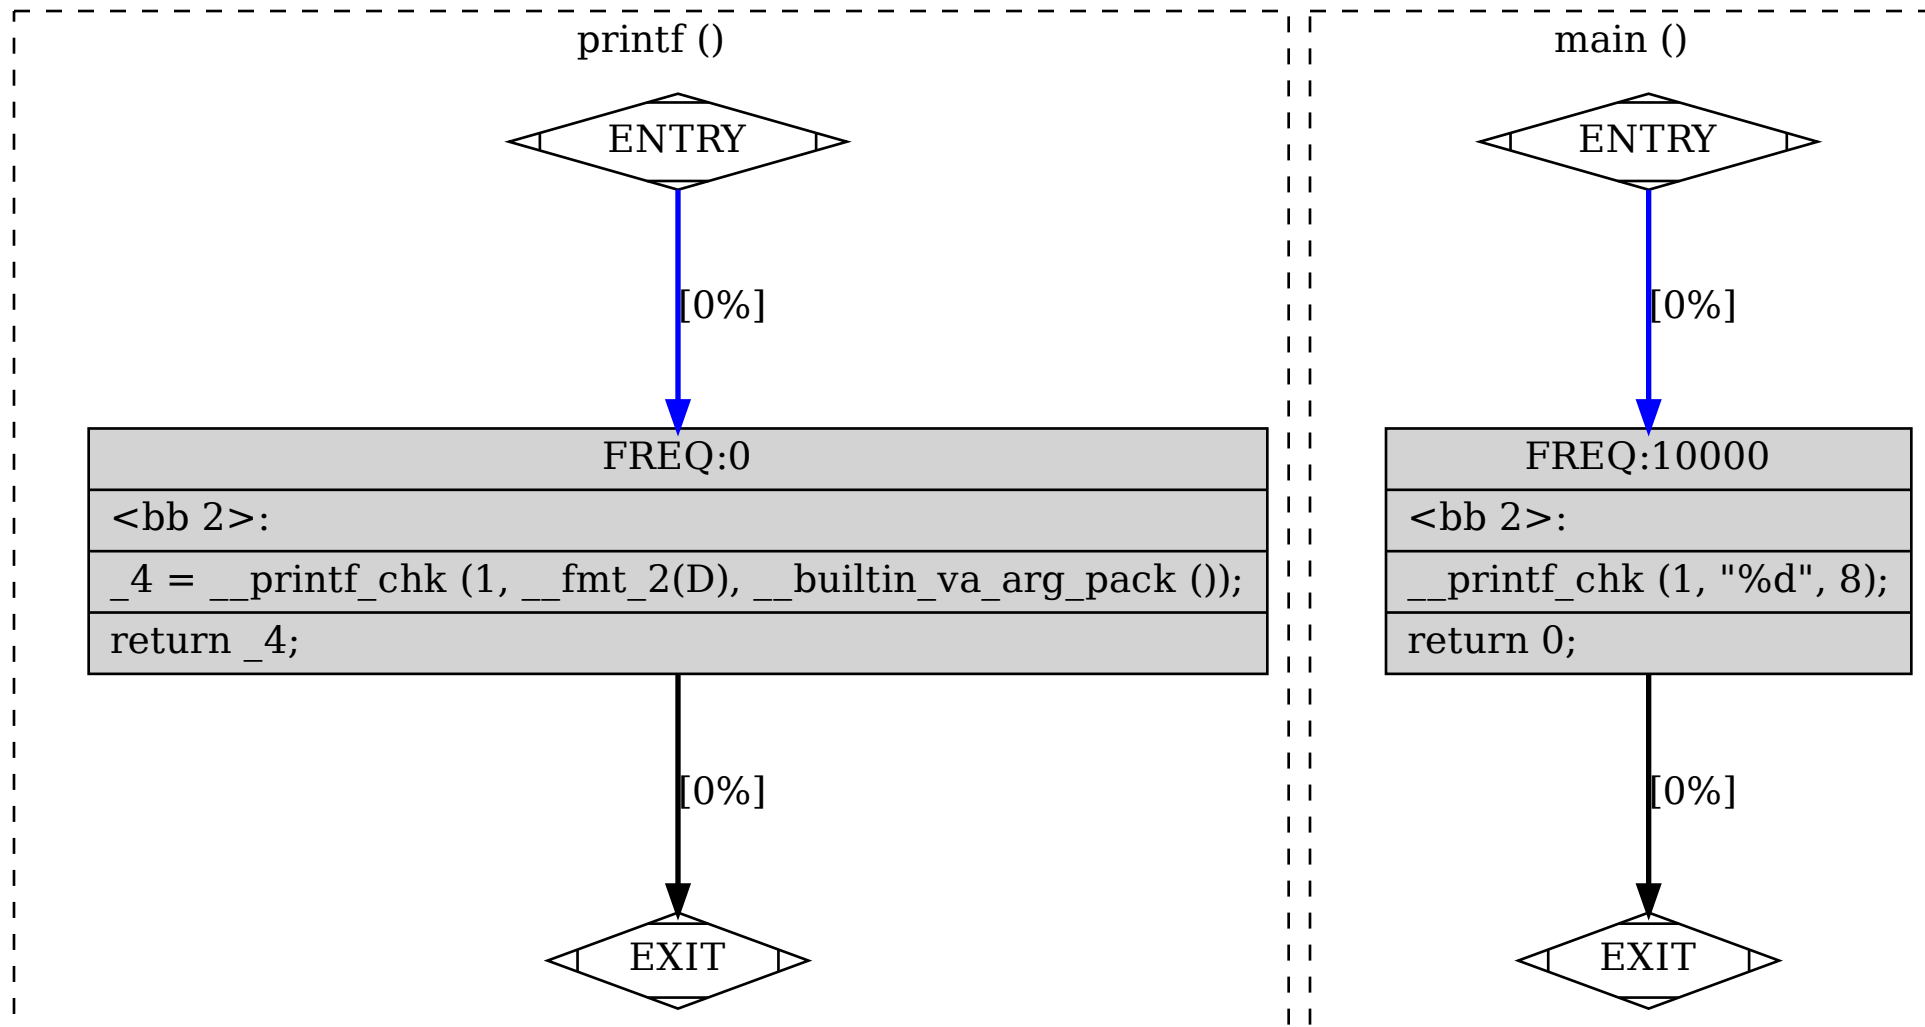 printf ()
ENTRY
[0%]
FREQ:0
<bb 2>:
_4 = __printf_chk (1, __fmt_2(D), __builtin_va_arg_pack ());
return _4;
[0%]
EXIT
main ()
ENTRY
[0%]
FREQ:10000
<bb 2>:
__printf_chk (1, "%d", 8);
return 0;
[0%]
EXIT